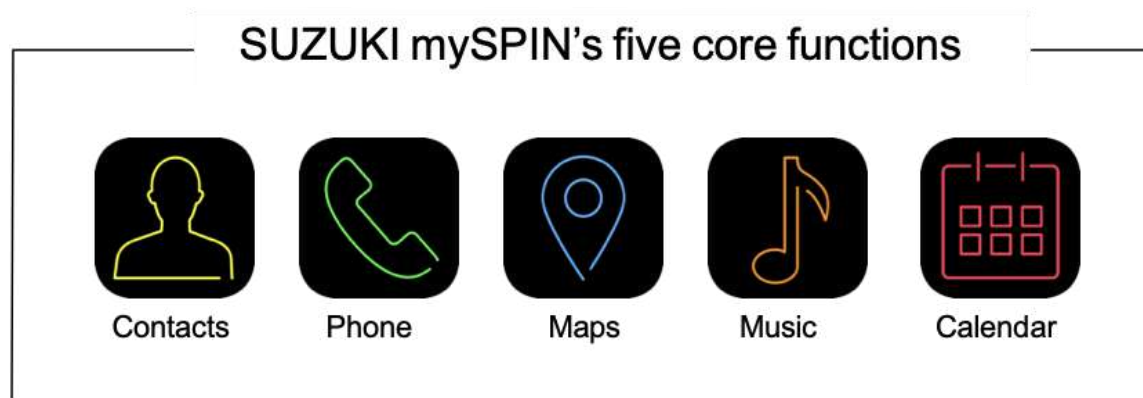 SUZUKI mySPIN’s five core functions
Contacts
Phone
Maps
Music
Calendar